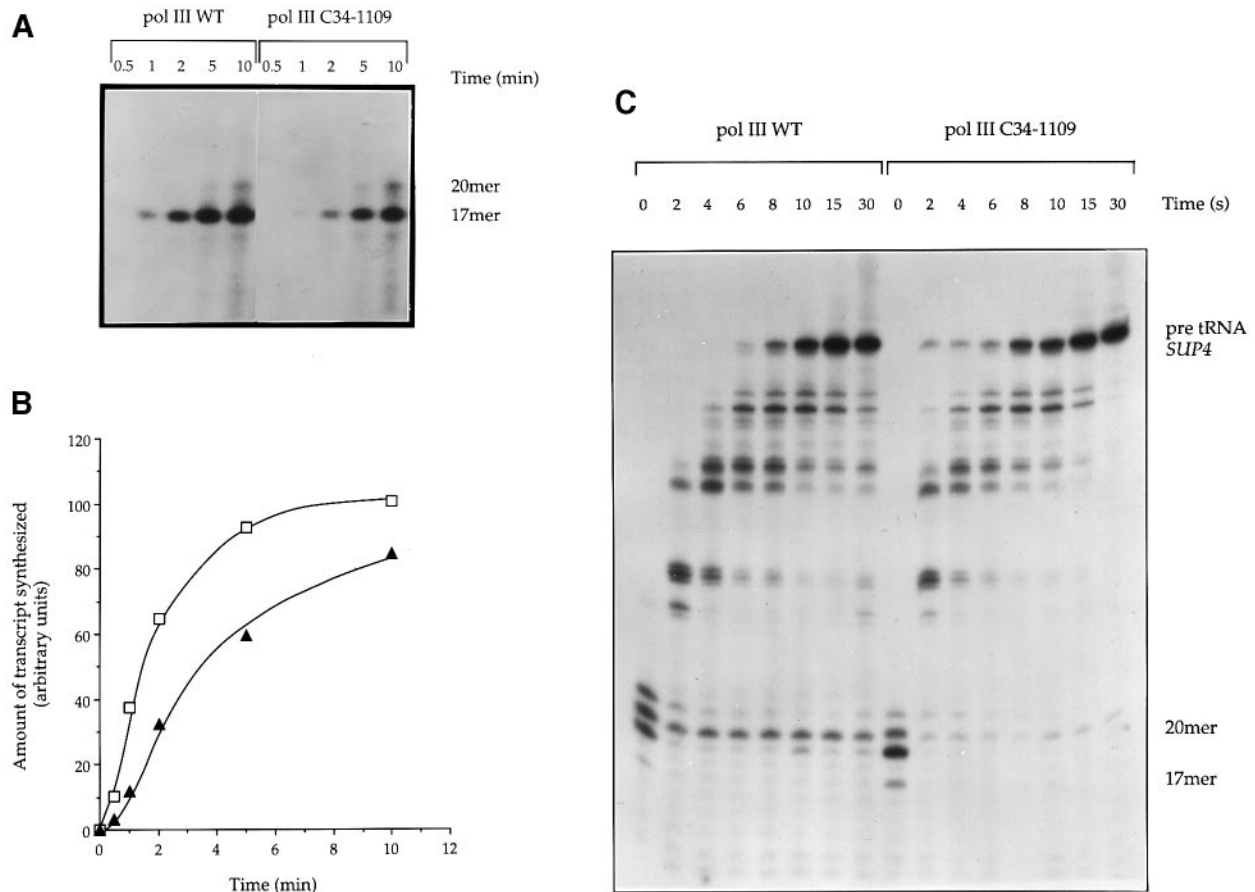 A
pol III WT
pol III C34-1109
0.5 1 2 5 10 0.5 1 2 5 10
Time (min)
20mer
17mer
B
120
100
80
60
40
20
0
0 2 4 6 8 10 12
Amount of transcript synthesized
(arbitrary units)
Time (min)
C
pol III WT
pol III C34-1109
0 2 4 6 8 10 15 30 0 2 4 6 8 10 15 30
Time (s)
pre tRNA
SUP4
20mer
17mer